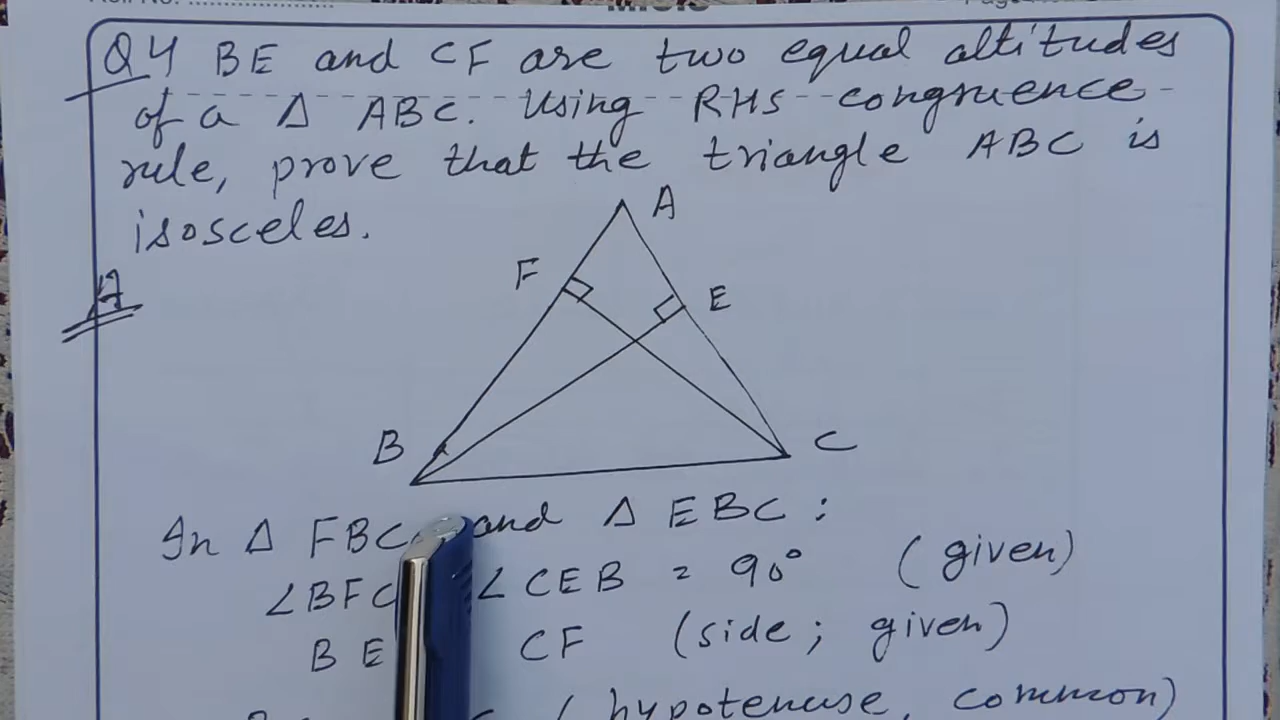 Q4 BE and CF are two equal altitudes
of a Δ ABC. Using RHS congruence
rule, prove that the triangle ABC is
isosceles.
A
F
E
B
C
In Δ FBC and Δ EBC:
∠BFC ∠CEB = 90° (given)
BE CF (side; given)
(hypotenuse, common)